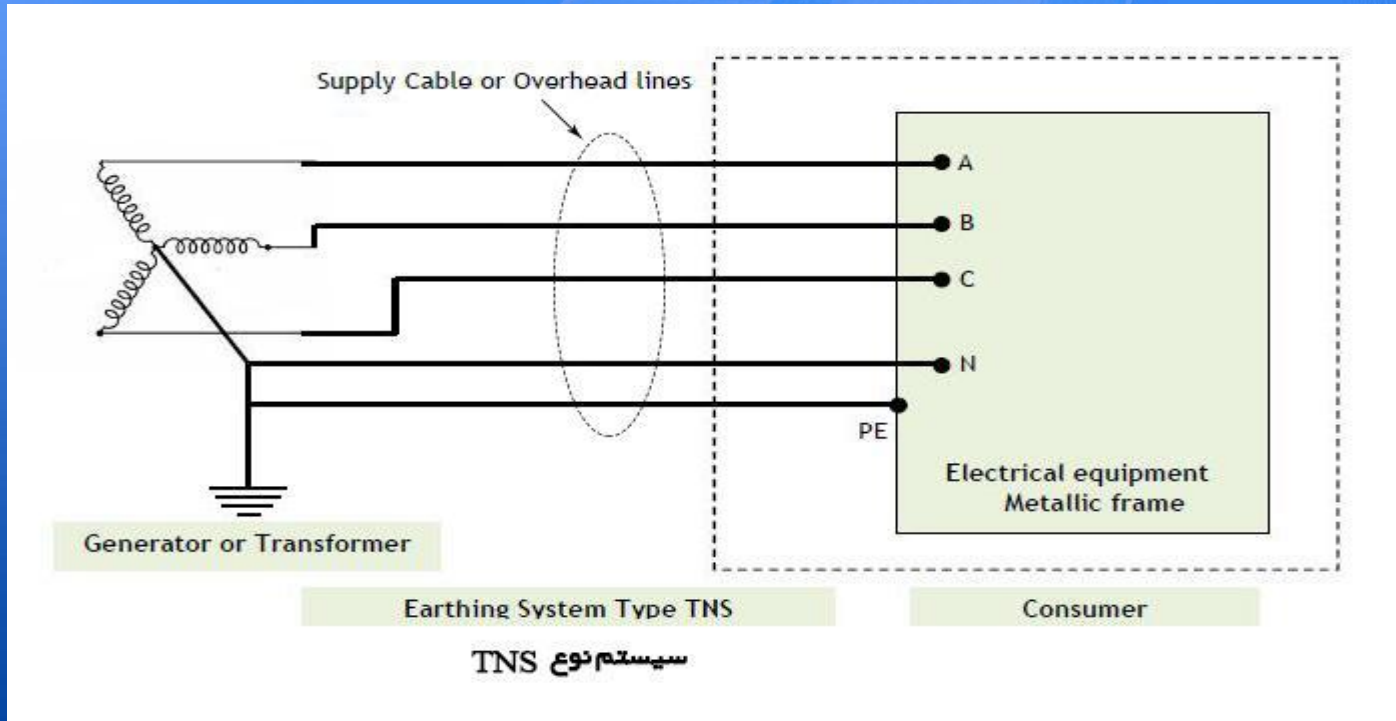 Supply Cable or Overhead lines
A
B
C
N
PE
Electrical equipment
Metallic frame
Generator or Transformer
Earthing System Type TNS
Consumer
سیستم نوع TNS